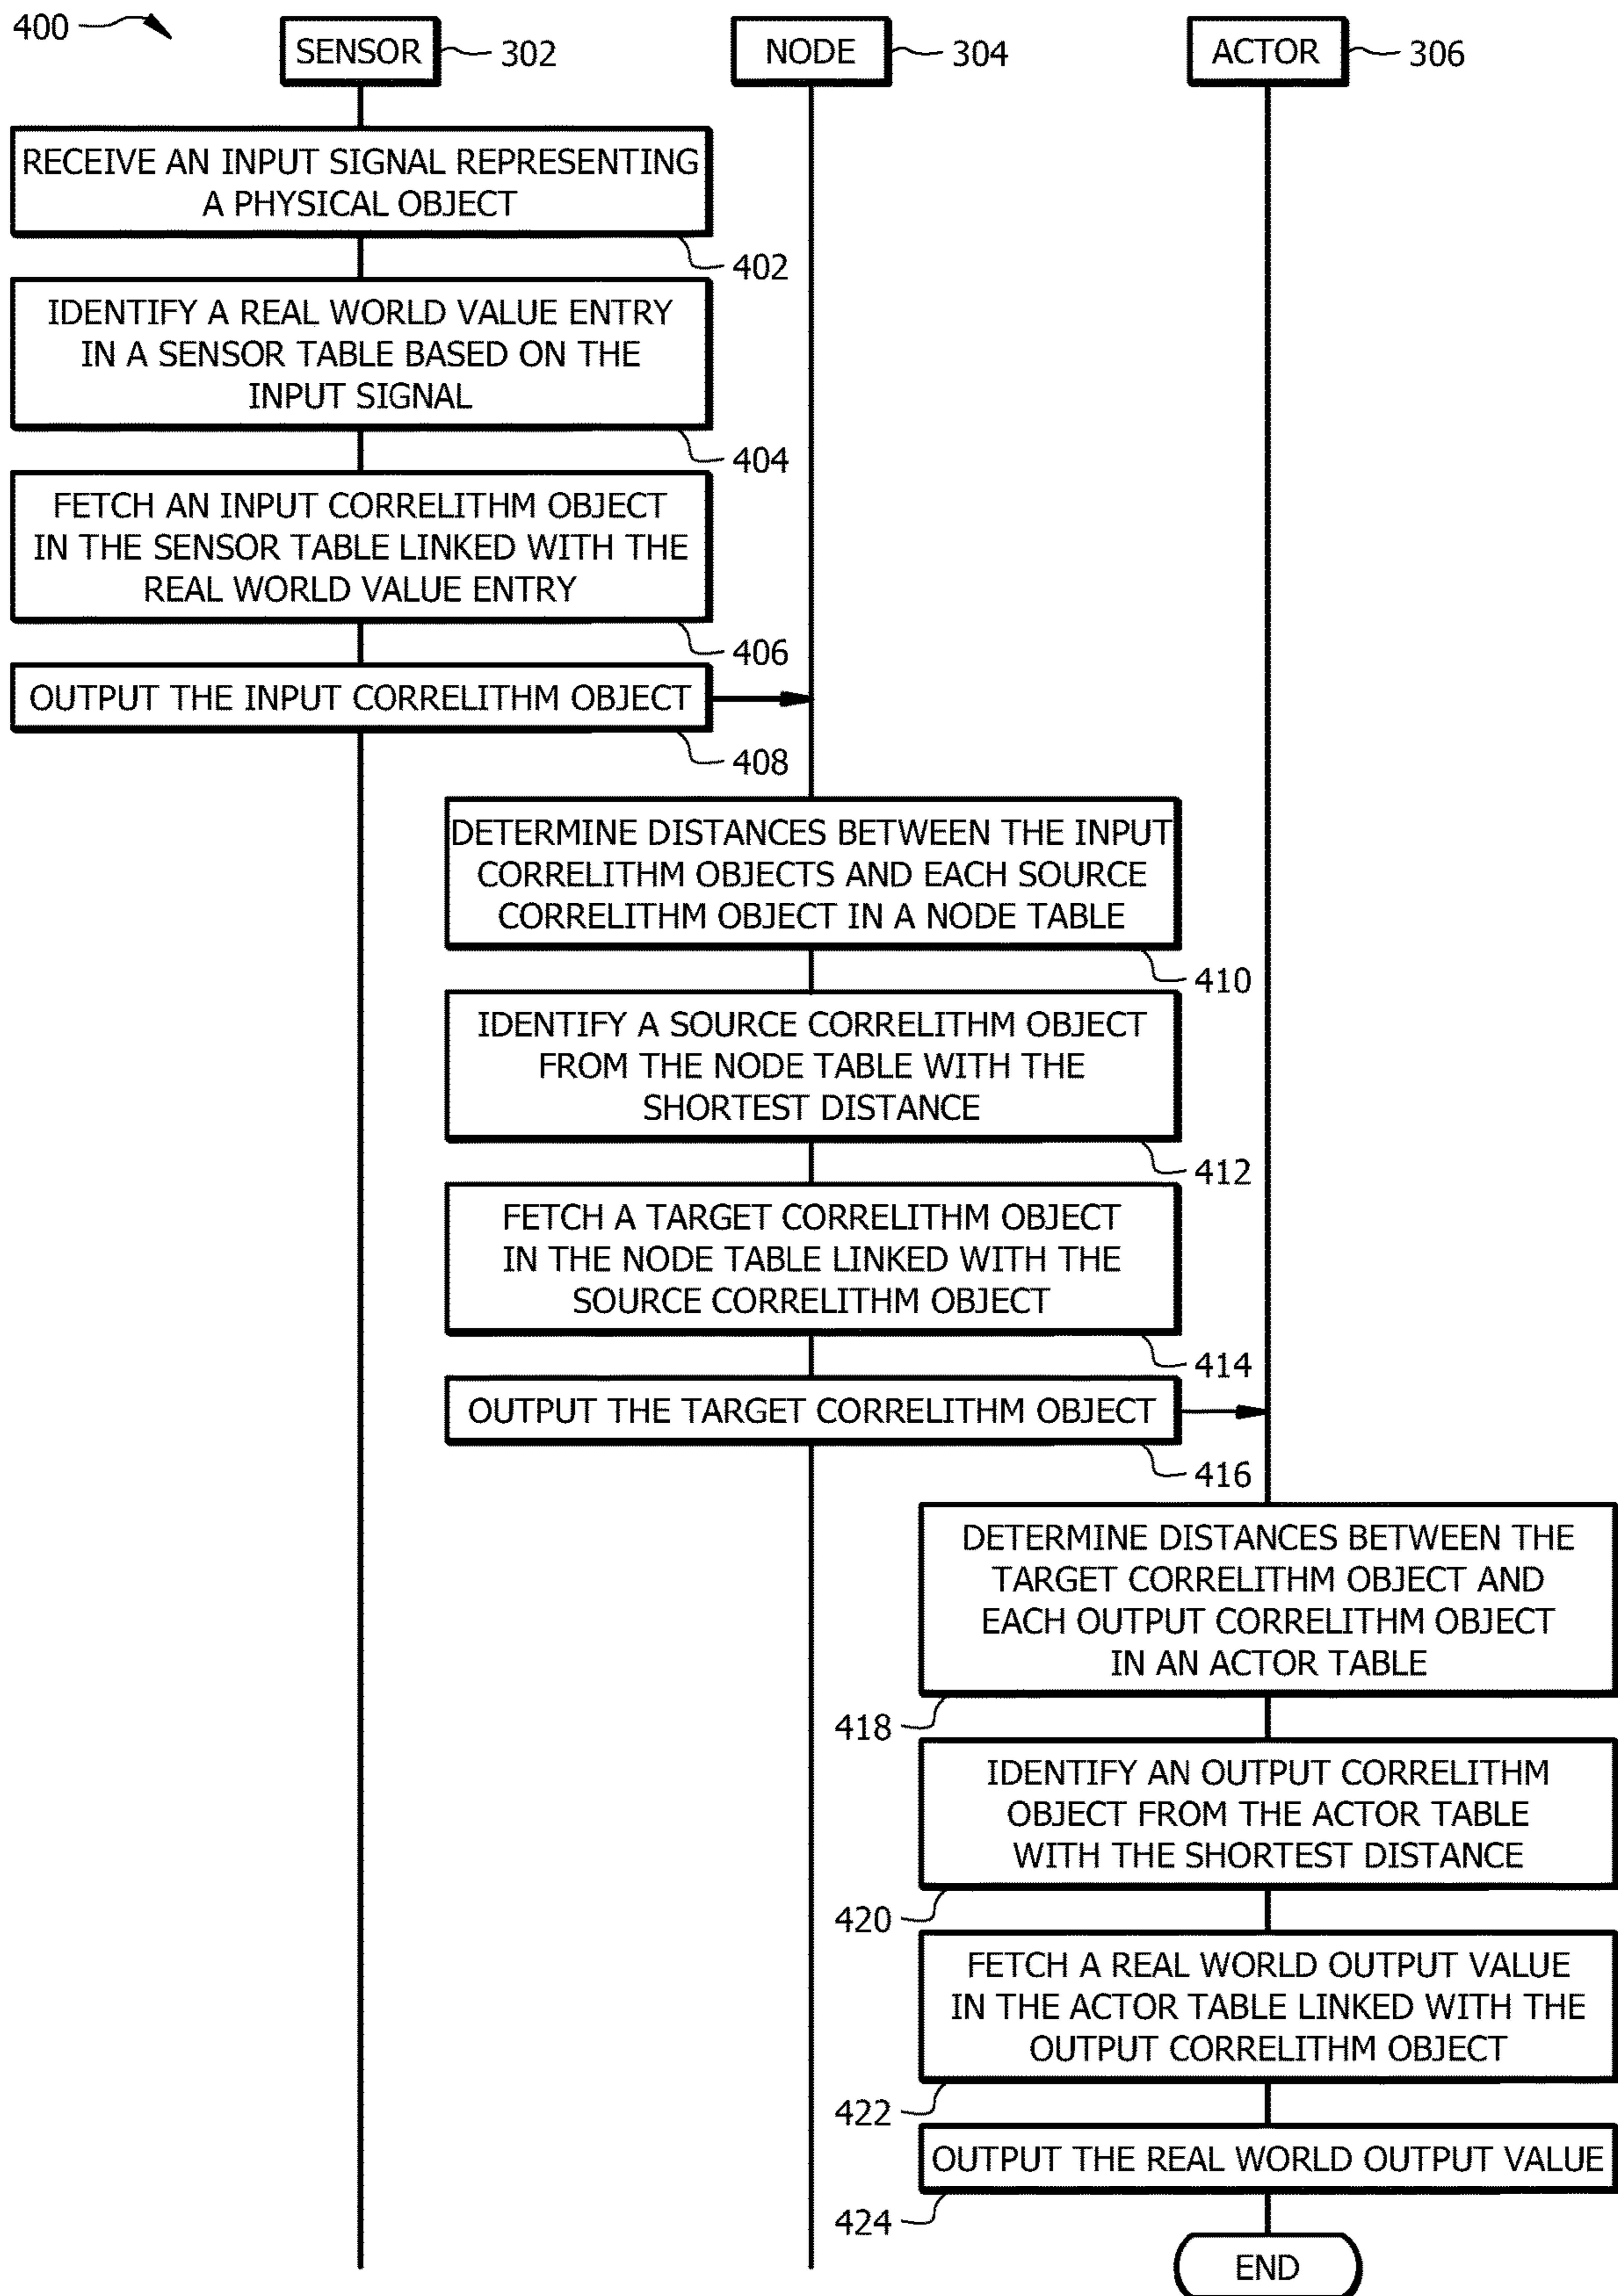 400
SENSOR
302
NODE
304
ACTOR
306
RECEIVE AN INPUT SIGNAL REPRESENTING
A PHYSICAL OBJECT
402
IDENTIFY A REAL WORLD VALUE ENTRY
IN A SENSOR TABLE BASED ON THE
INPUT SIGNAL
404
FETCH AN INPUT CORRELITHM OBJECT
IN THE SENSOR TABLE LINKED WITH THE
REAL WORLD VALUE ENTRY
406
OUTPUT THE INPUT CORRELITHM OBJECT
408
DETERMINE DISTANCES BETWEEN THE INPUT
CORRELITHM OBJECTS AND EACH SOURCE
CORRELITHM OBJECT IN A NODE TABLE
410
IDENTIFY A SOURCE CORRELITHM OBJECT
FROM THE NODE TABLE WITH THE
SHORTEST DISTANCE
412
FETCH A TARGET CORRELITHM OBJECT
IN THE NODE TABLE LINKED WITH THE
SOURCE CORRELITHM OBJECT
414
OUTPUT THE TARGET CORRELITHM OBJECT
416
DETERMINE DISTANCES BETWEEN THE
TARGET CORRELITHM OBJECT AND
EACH OUTPUT CORRELITHM OBJECT
IN AN ACTOR TABLE
418
IDENTIFY AN OUTPUT CORRELITHM
OBJECT FROM THE ACTOR TABLE
WITH THE SHORTEST DISTANCE
420
FETCH A REAL WORLD OUTPUT VALUE
IN THE ACTOR TABLE LINKED WITH THE
OUTPUT CORRELITHM OBJECT
422
OUTPUT THE REAL WORLD OUTPUT VALUE
424
END